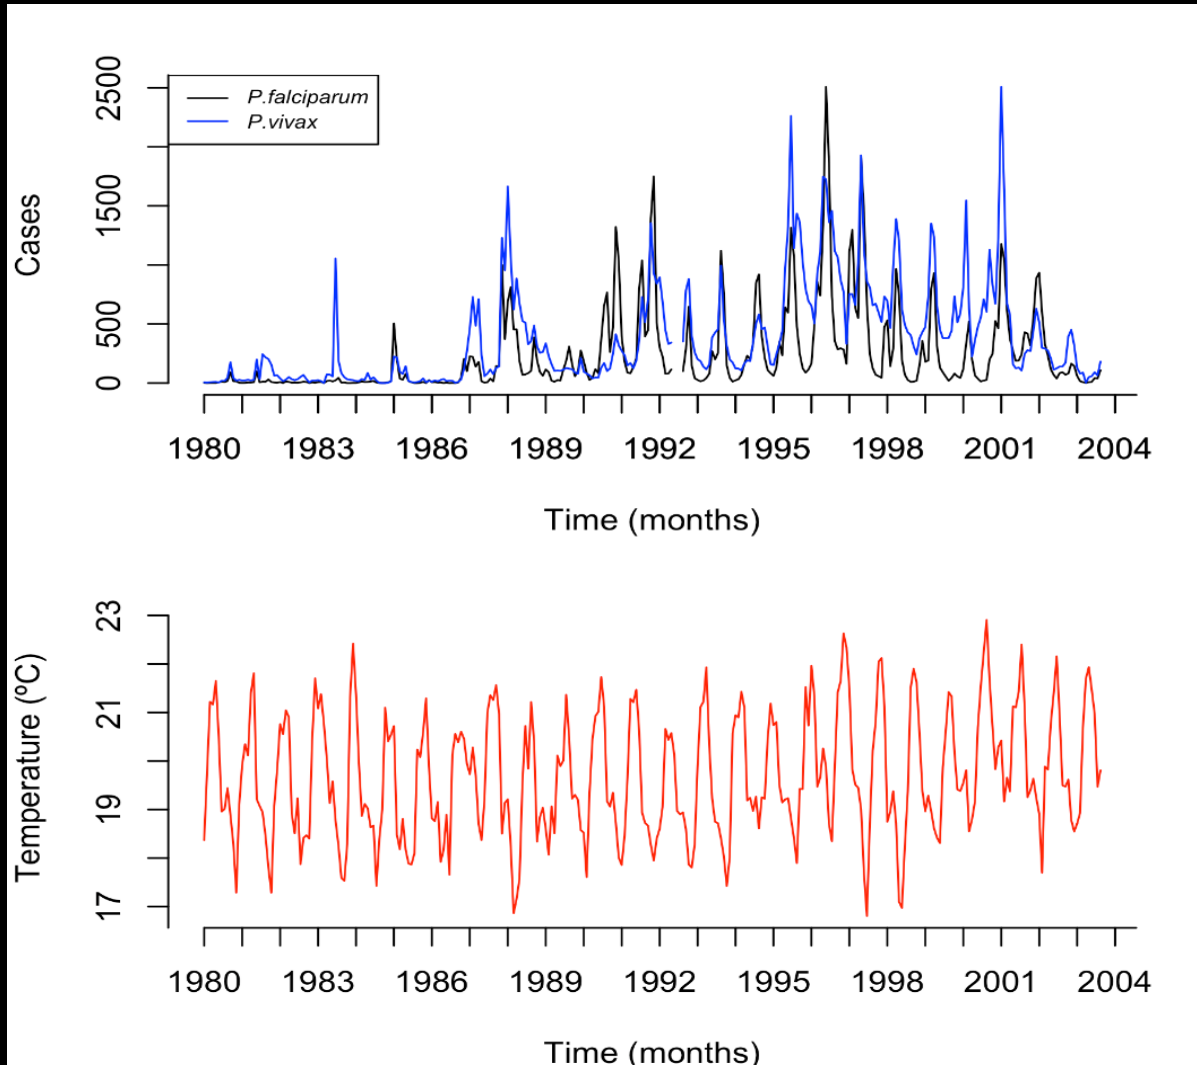 P.falciparum
P.vivax
Cases
0
500
1500
2500
1980 1983 1986 1989 1992 1995 1998 2001 2004
Time (months)
Temperature (ºC)
17
19
21
23
1980 1983 1986 1989 1992 1995 1998 2001 2004
Time (months)